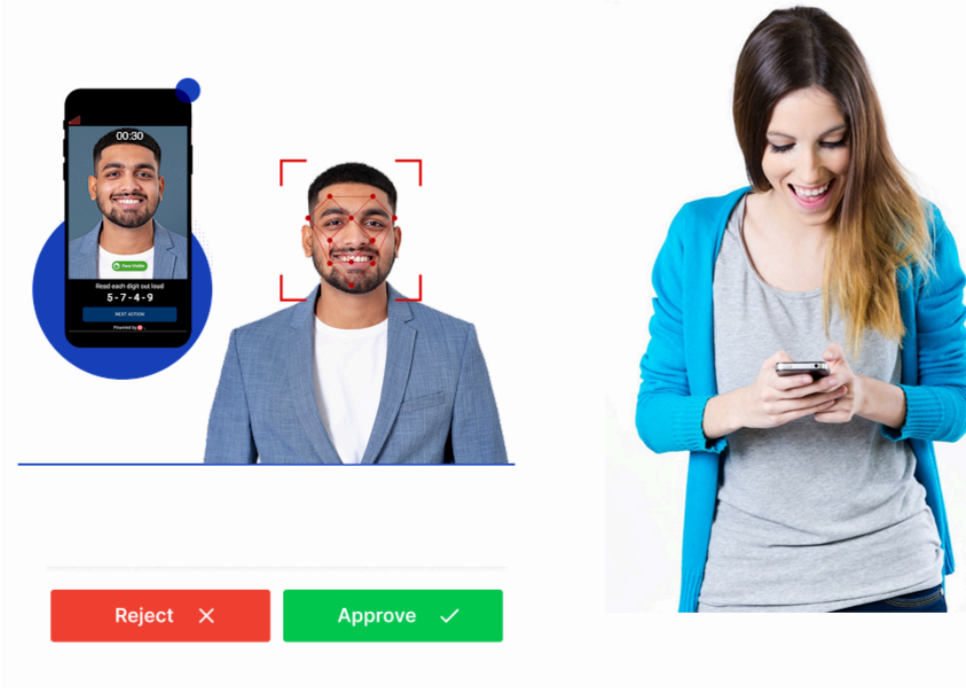 00:30
Face Visible
Read each digit out loud
5 - 7 - 4 - 9
NEXT ACTION
Powered by
Reject
Approve